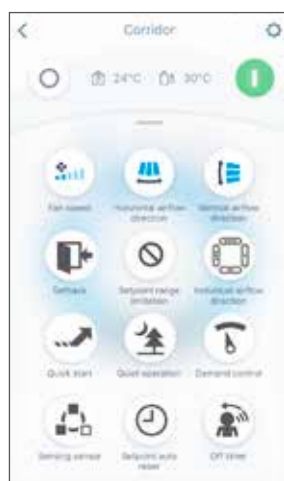 Corridor
24°C 30°C
Fan speed
Horizontal airflow
direction
Vertical airflow
direction
Setback
Setpoint range
limitation
Individual airflow
direction
Quick start
Quiet operation
Demand control
Sensing sensor
Setpoint auto
reset
Off timer